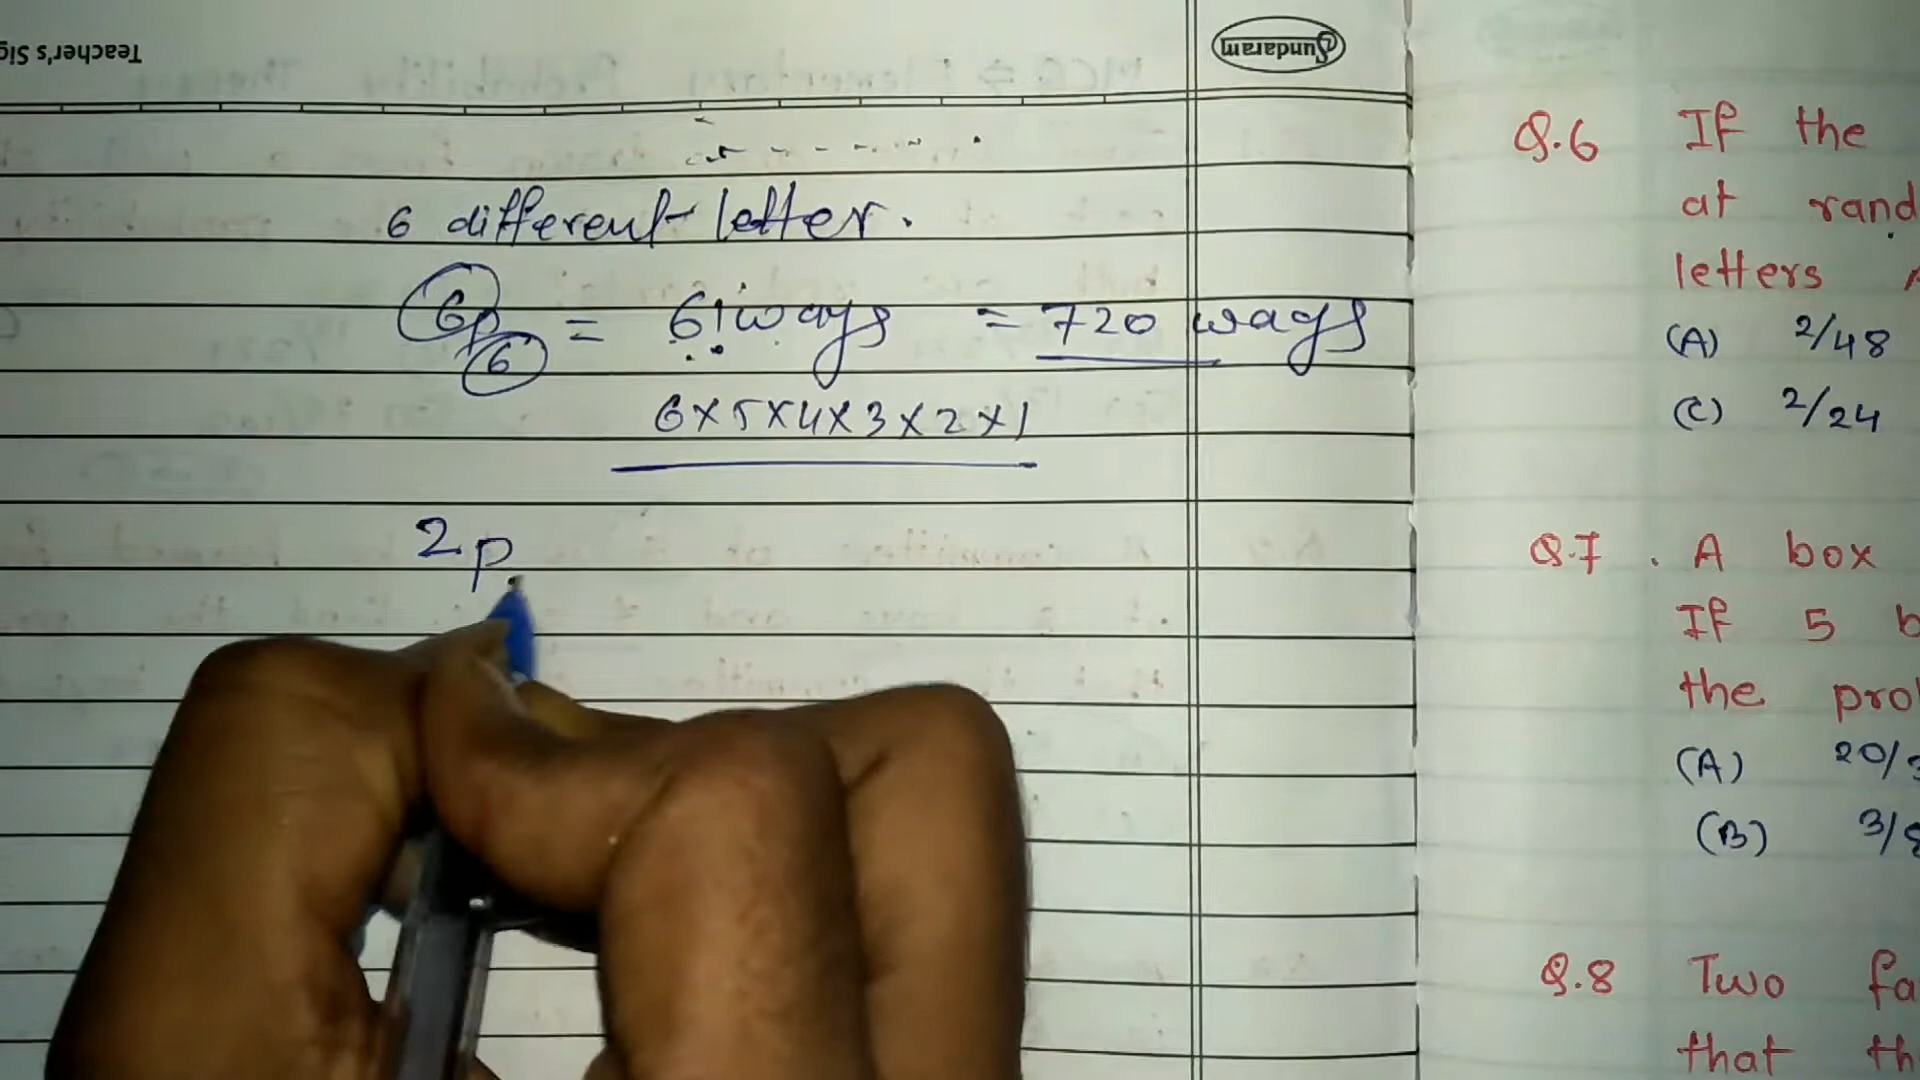 Teacher's Sig
Sundaram
6 different letter.
6p6 = 6! ways = 720 ways
6×5×4×3×2×1
2p
Q.6 If the
at rand
letters
(A) 2/48
(C) 2/24
Q.7. A box
If 5 b
the pro
(A) 20/3
(B) 3/
Q.8 Two fa
that th